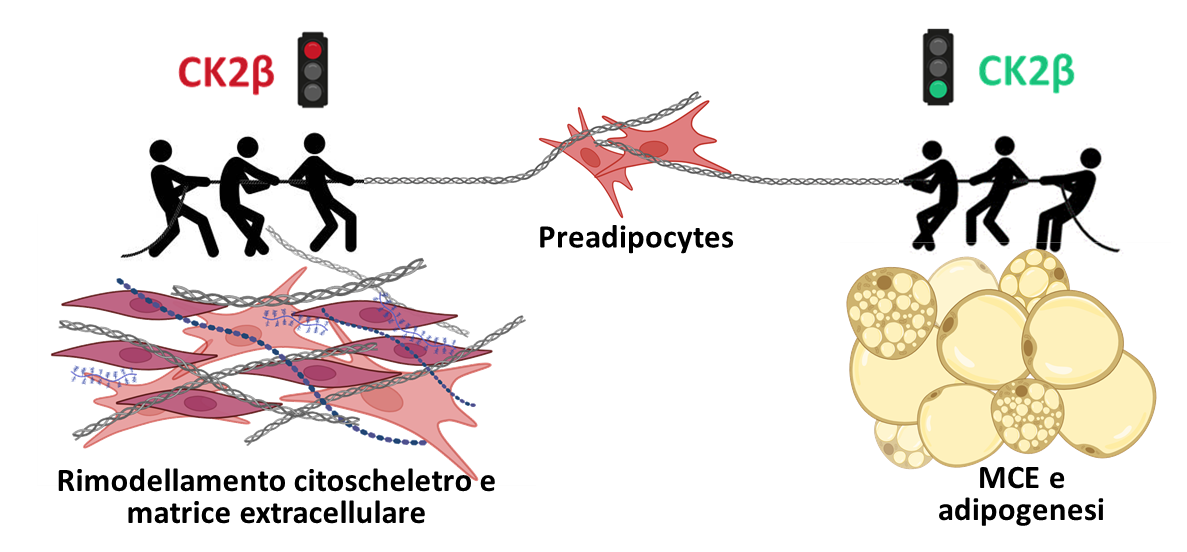 CK2β
CK2β
Preadipocytes
Rimodellamento citoscheletro e
matrice extracellulare
MCE e
adipogenesi